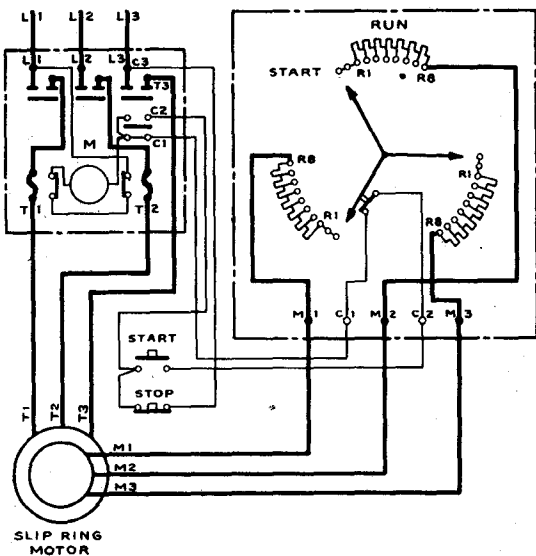 L1 L2 L3
L1 L2 L3 C3
T3
C2
M
C1
T1 T2
START
STOP
T1 T2 T3
M1
M2
M3
SLIP RING
MOTOR
RUN
START R1 R8
R8
R1
R1
R8
M1 C1 M2 C2 M3